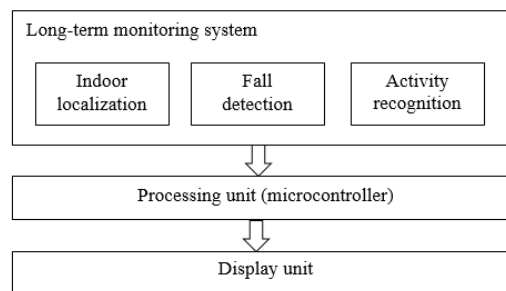 Long-term monitoring system
Indoor
localization
Fall
detection
Activity
recognition
Processing unit (microcontroller)
Display unit